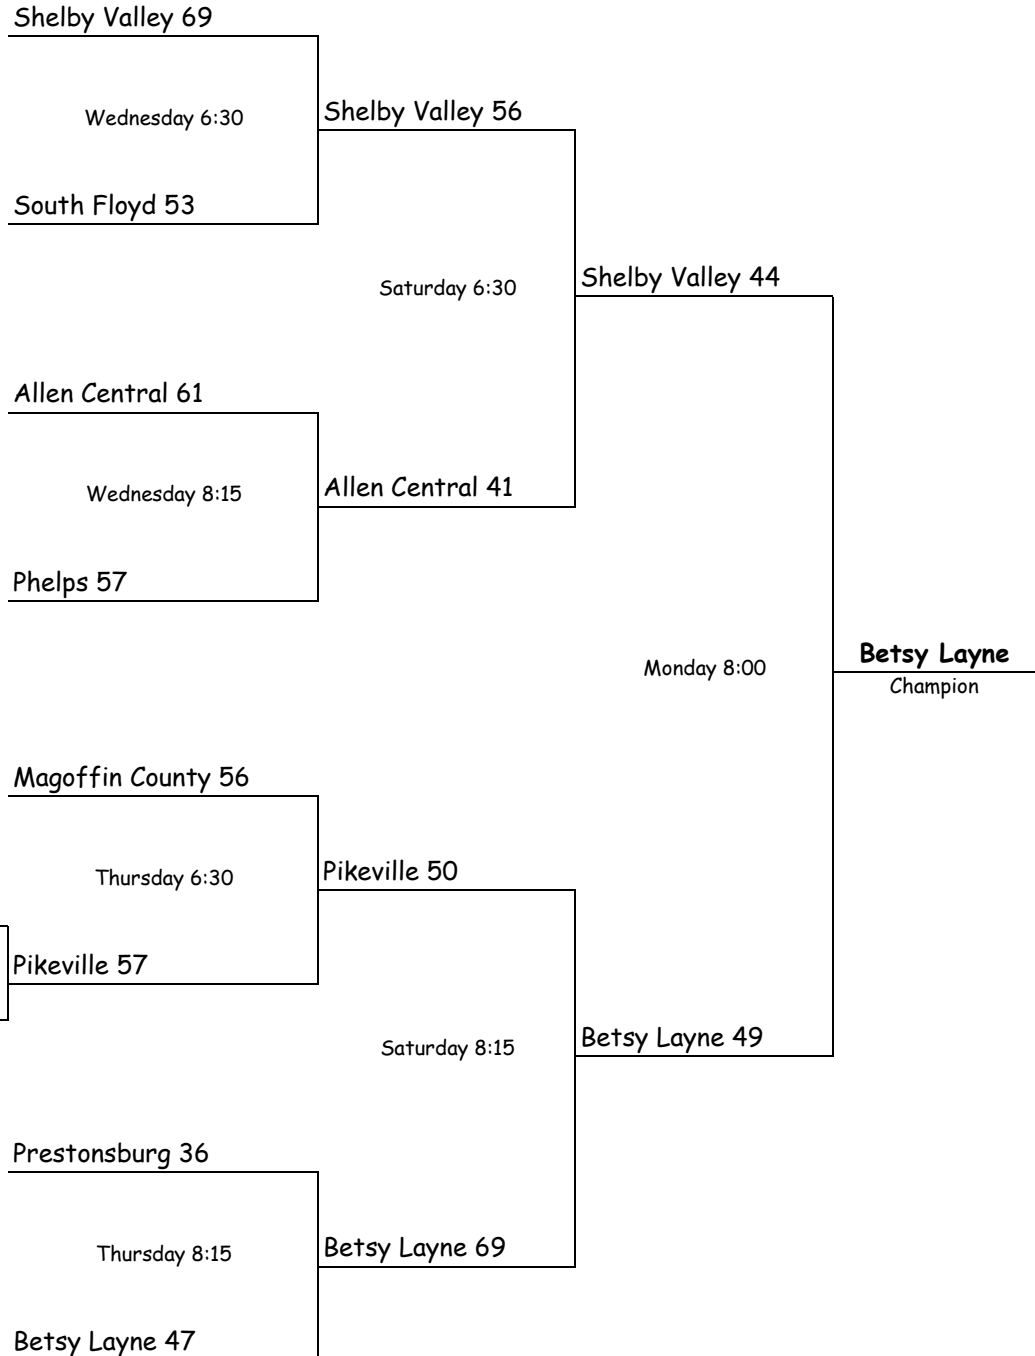 Shelby Valley 69
Wednesday 6:30
Shelby Valley 56
South Floyd 53
Saturday 6:30
Shelby Valley 44
Allen Central 61
Wednesday 8:15
Allen Central 41
Phelps 57
Monday 8:00
Betsy Layne
Champion
Magoffin County 56
Thursday 6:30
Pikeville 50
Pikeville 57
Saturday 8:15
Betsy Layne 49
Prestonsburg 36
Thursday 8:15
Betsy Layne 69
Betsy Layne 47